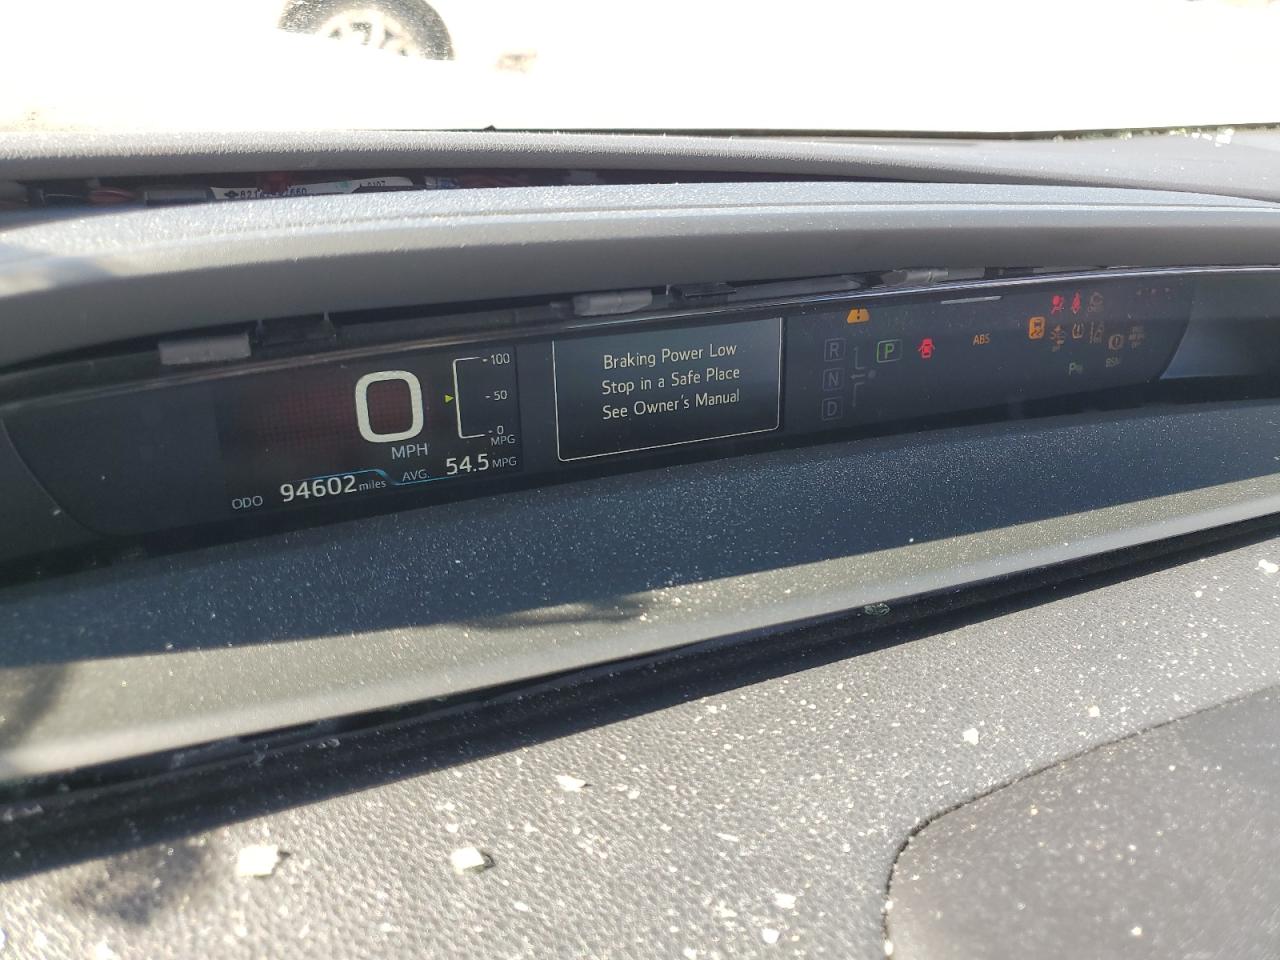 0
MPH
100
50
0
MPG
ODO 94602 miles
AVG. 54.5 MPG
Braking Power Low
Stop in a Safe Place
See Owner's Manual
R
N
D
P
ABS
BSM